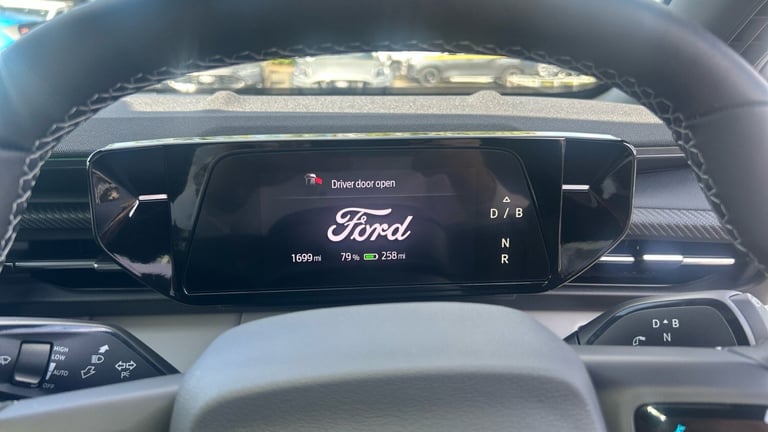 Driver door open
Ford
1699 mi 79 % 258 mi
D / B
N
R
HIGH
LOW
AUTO
OFF
P
D B
N